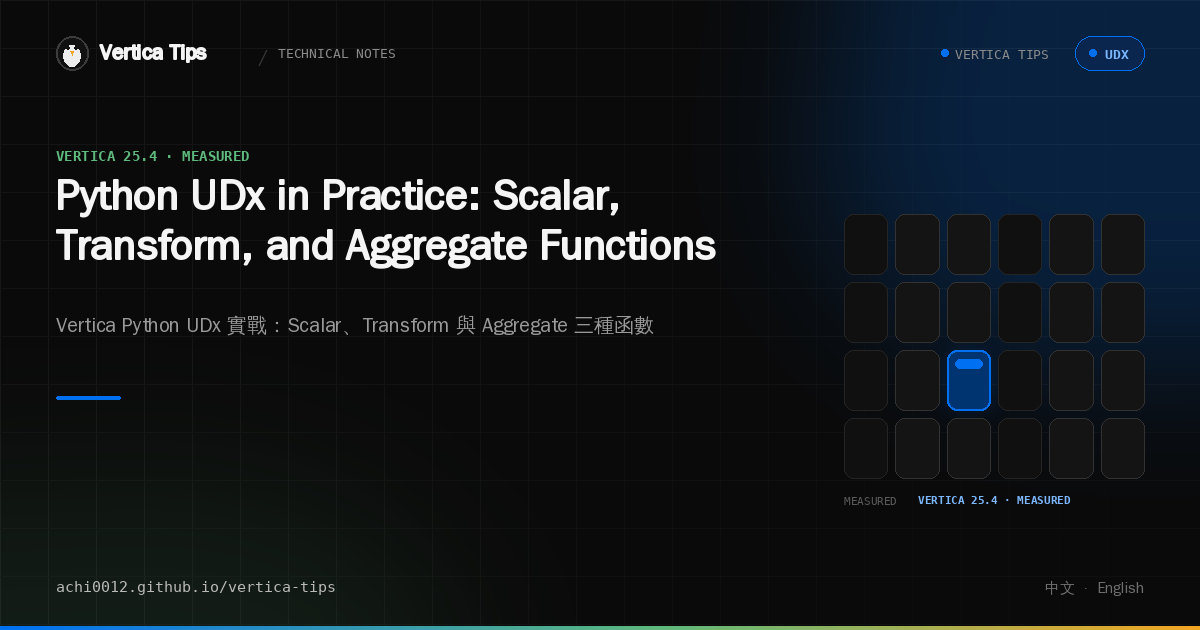 Vertica Tips / TECHNICAL NOTES
VERTICA TIPS
UDX
VERTICA 25.4 · MEASURED
Python UDx in Practice: Scalar,
Transform, and Aggregate Functions
Vertica Python UDx 實戰：Scalar、Transform 與 Aggregate 三種函數
MEASURED VERTICA 25.4 · MEASURED
achi0012.github.io/vertica-tips
中文 · English